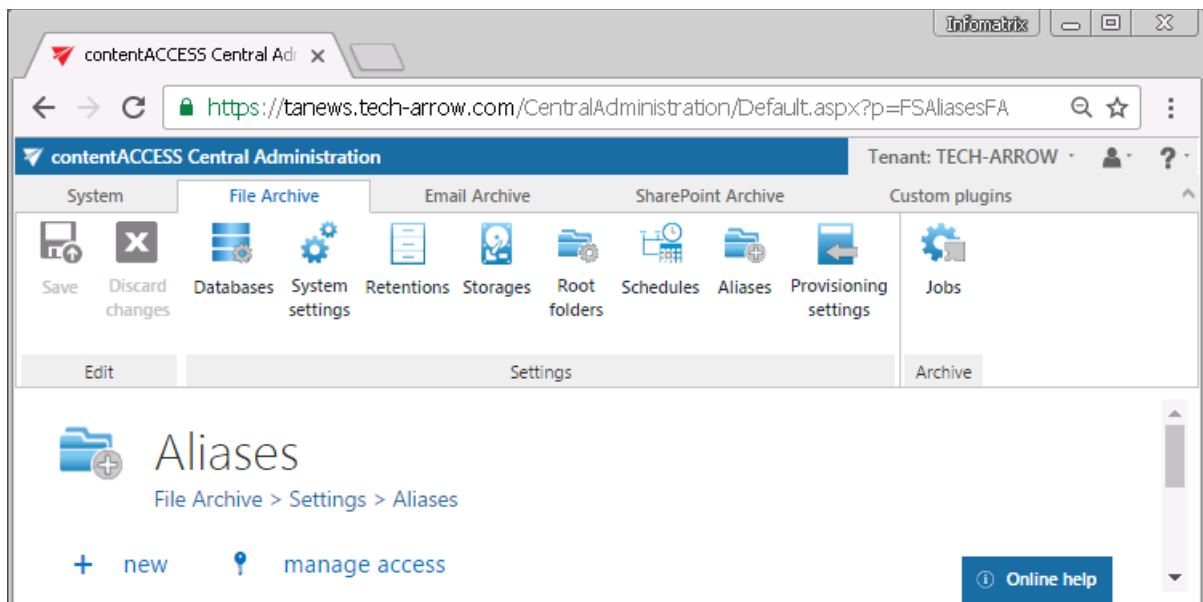 Infomatrix
contentACCESS Central Adr
https://tanews.tech-arrow.com/CentralAdministration/Default.aspx?p=FSAliasesFA
contentACCESS Central Administration Tenant: TECH-ARROW ?
System File Archive Email Archive SharePoint Archive Custom plugins
Save Discard Databases System Retentions Storages Root Schedules Aliases Provisioning Jobs
changes settings folders settings
Edit Settings Archive
Aliases
File Archive > Settings > Aliases
+ new manage access
Online help